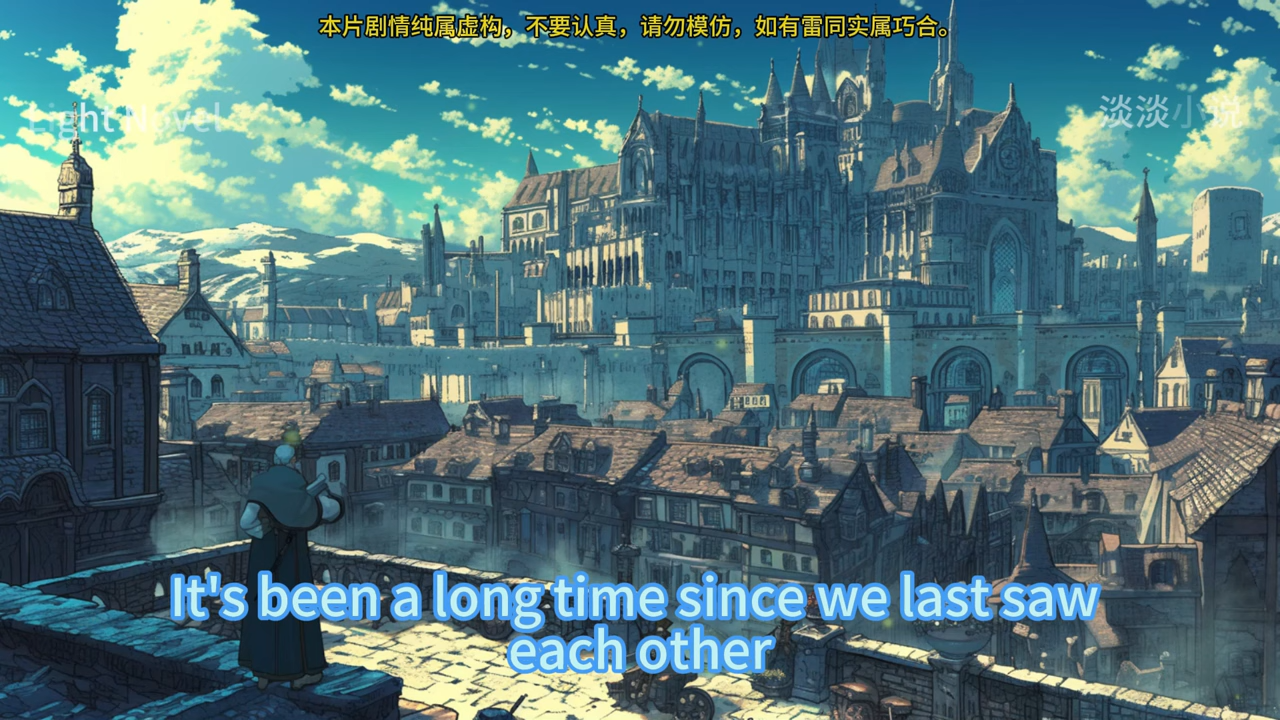 本片剧情纯属虚构，不要认真，请勿模仿，如有雷同实属巧合。
Light Novel
淡淡小说
It's been a long time since we last saw
each other